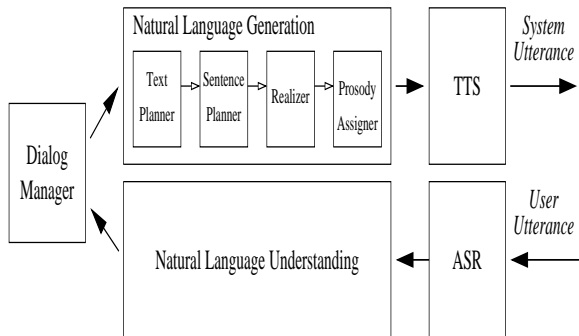 Natural Language Generation
Text
Planner
Sentence
Planner
Realizer
Prosody
Assigner
TTS
System
Utterance
Dialog
Manager
Natural Language Understanding
ASR
User
Utterance